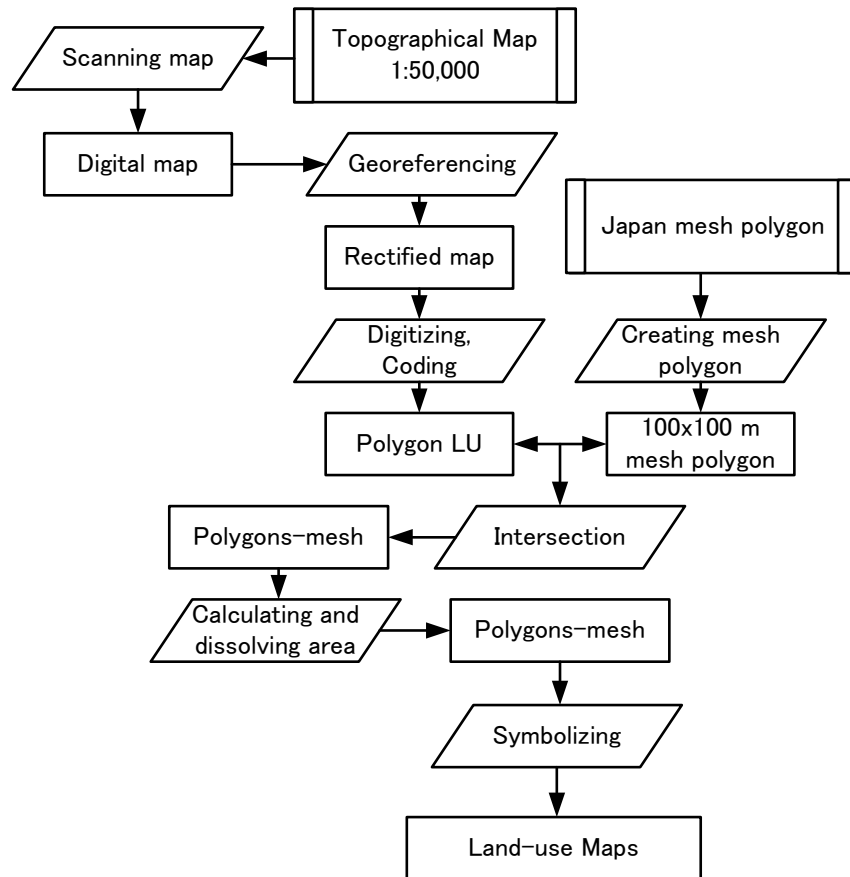 Topographical Map
1:50,000
Scanning map
Digital map
Georeferencing
Rectified map
Japan mesh polygon
Digitizing,
Coding
Creating mesh
polygon
Polygon LU
100x100 m
mesh polygon
Intersection
Polygons-mesh
Calculating and
dissolving area
Polygons-mesh
Symbolizing
Land-use Maps